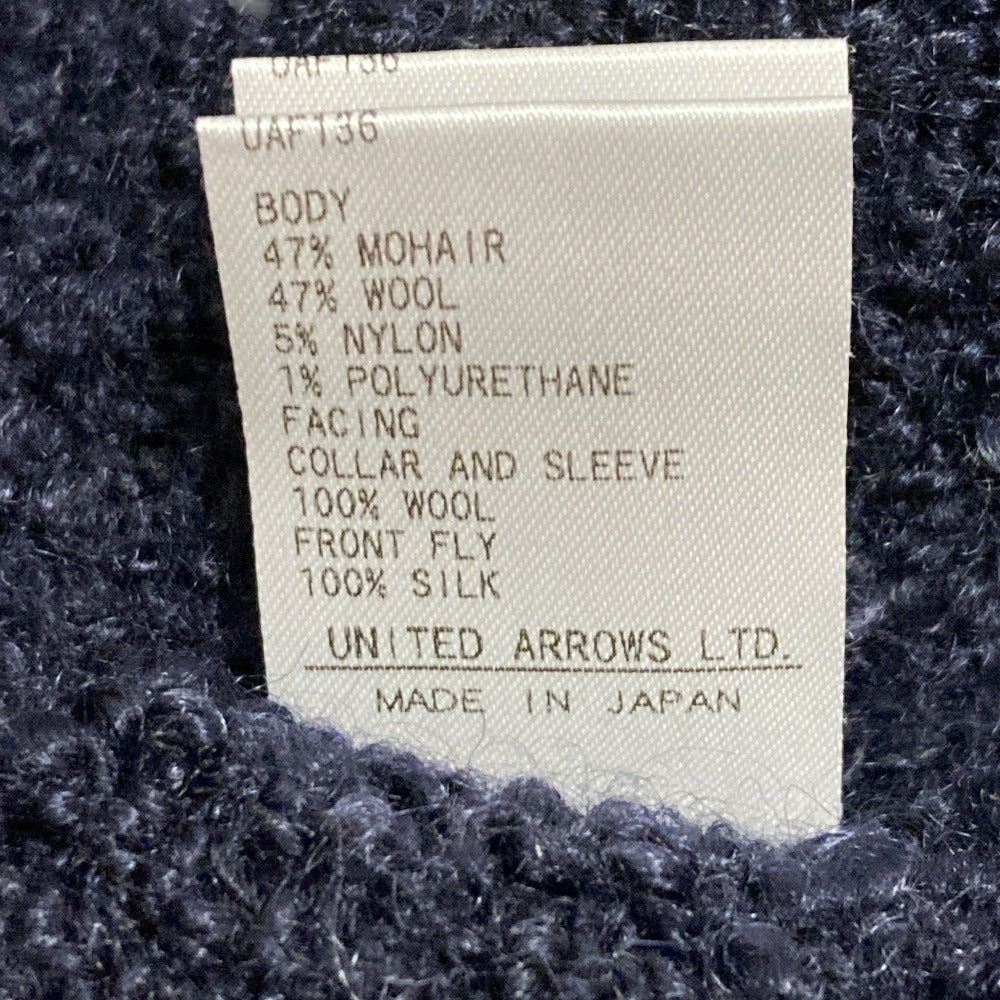 UAF136
UAF136
BODY
47% MOHAIR
47% WOOL
5% NYLON
1% POLYURETHANE
FACING
COLLAR AND SLEEVE
100% WOOL
FRONT FLY
100% SILK
UNITED ARROWS LTD.
MADE IN JAPAN